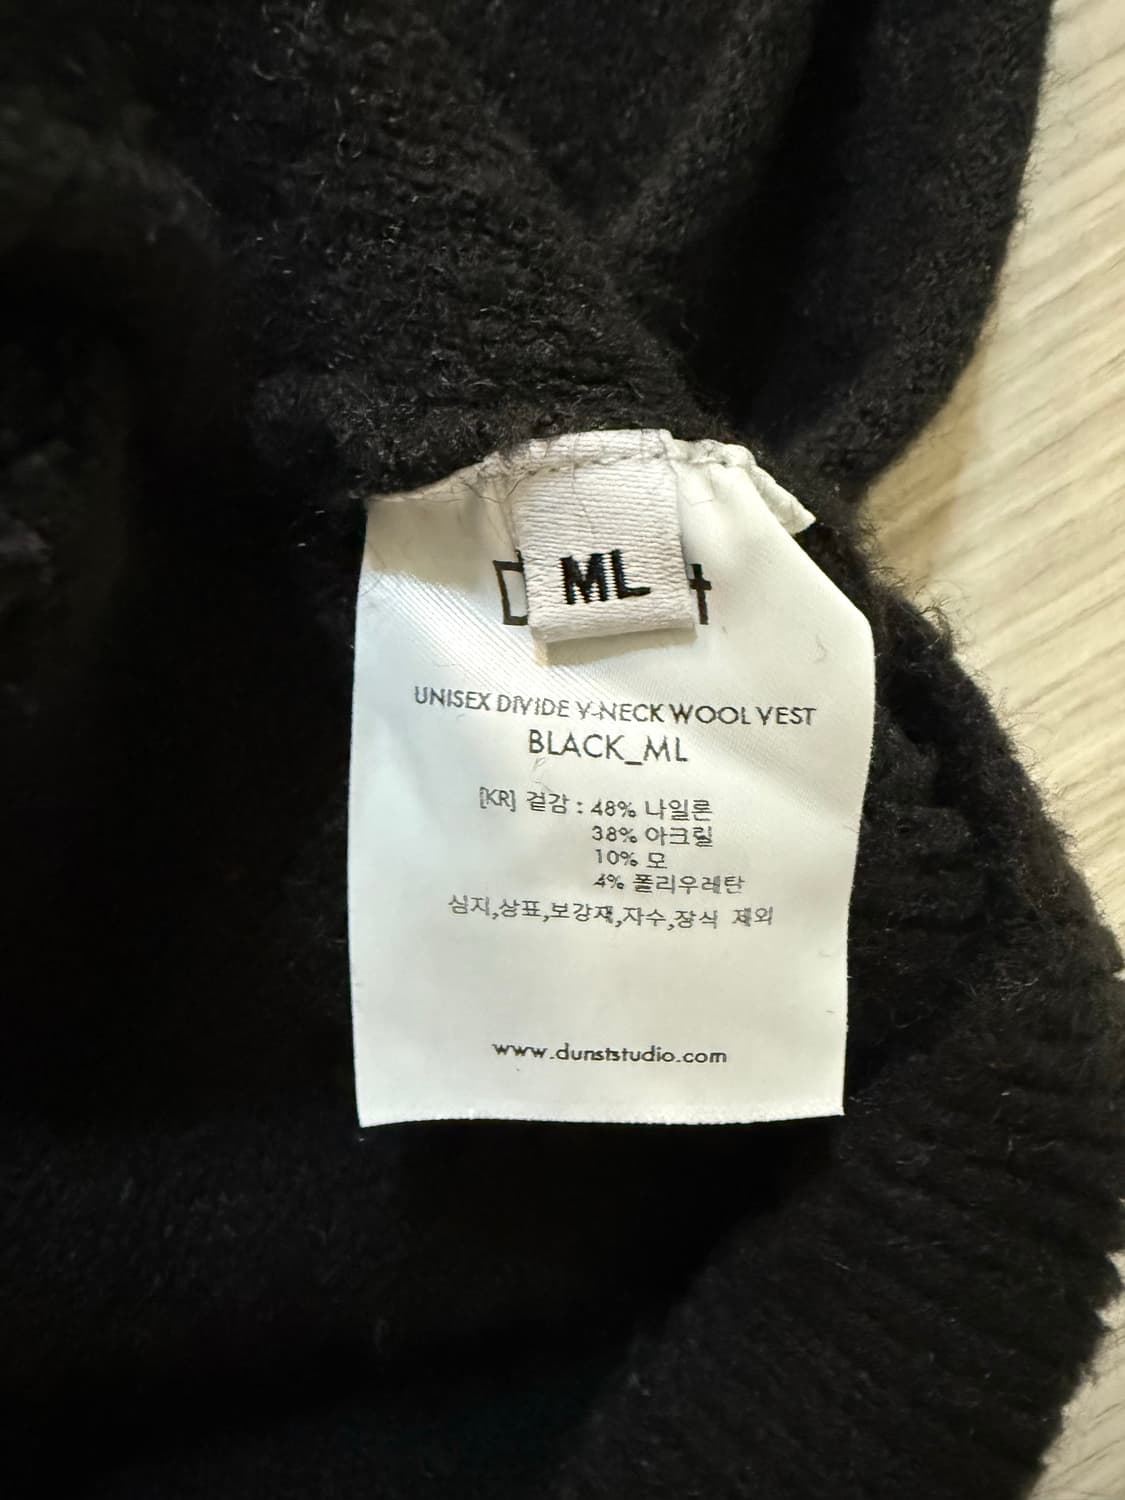 ML
UNISEX DIVIDE V-NECK WOOL VEST
BLACK_ML
[KR] 겉감 : 48% 나일론
38% 아크릴
10% 모
4% 폴리우레탄
심지,상표,보강재,자수,장식 제외
www.dunststudio.com